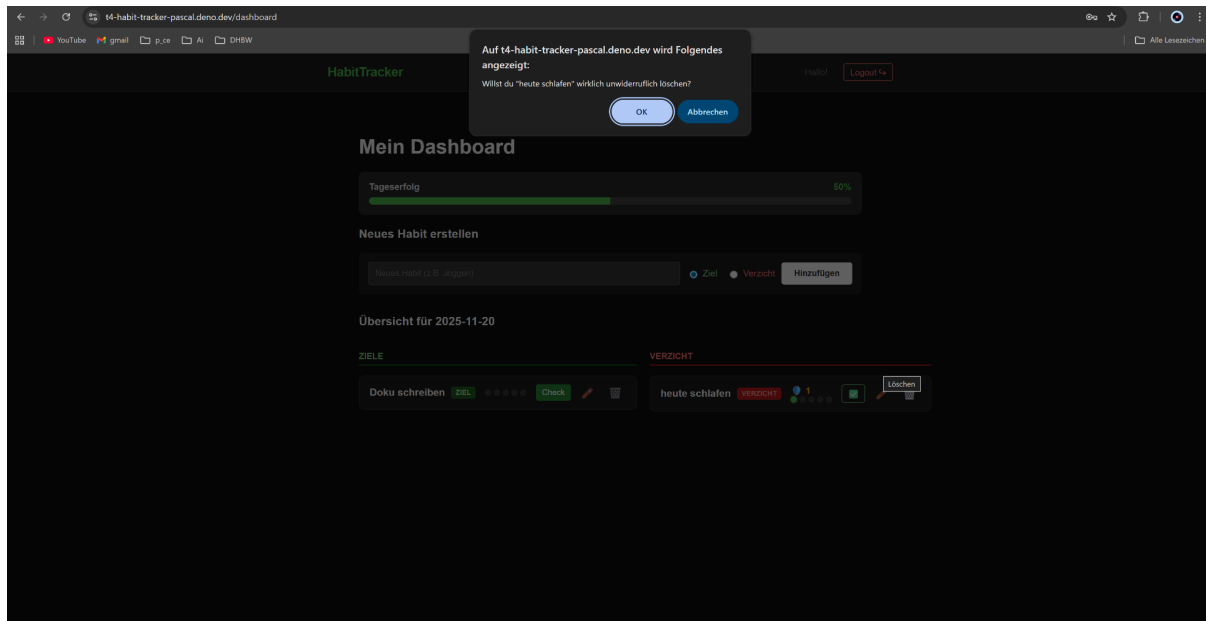 t4-habit-tracker-pascal.deno.dev/dashboard
YouTube gmail p_ce Ai DHBW Alle Lesezeichen
Auf t4-habit-tracker-pascal.deno.dev wird Folgendes
angezeigt:
Willst du "heute schlafen" wirklich unwiderruflich löschen?
OK Abbrechen
HabitTracker Hallo! Logout
Mein Dashboard
Tageserfolg 50%
Neues Habit erstellen
Neues Habit (z.B. Joggen) Ziel Verzicht Hinzufügen
Übersicht für 2025-11-20
ZIELE VERZICHT
Doku schreiben ZIEL Check heute schlafen VERZICHT 1 Löschen